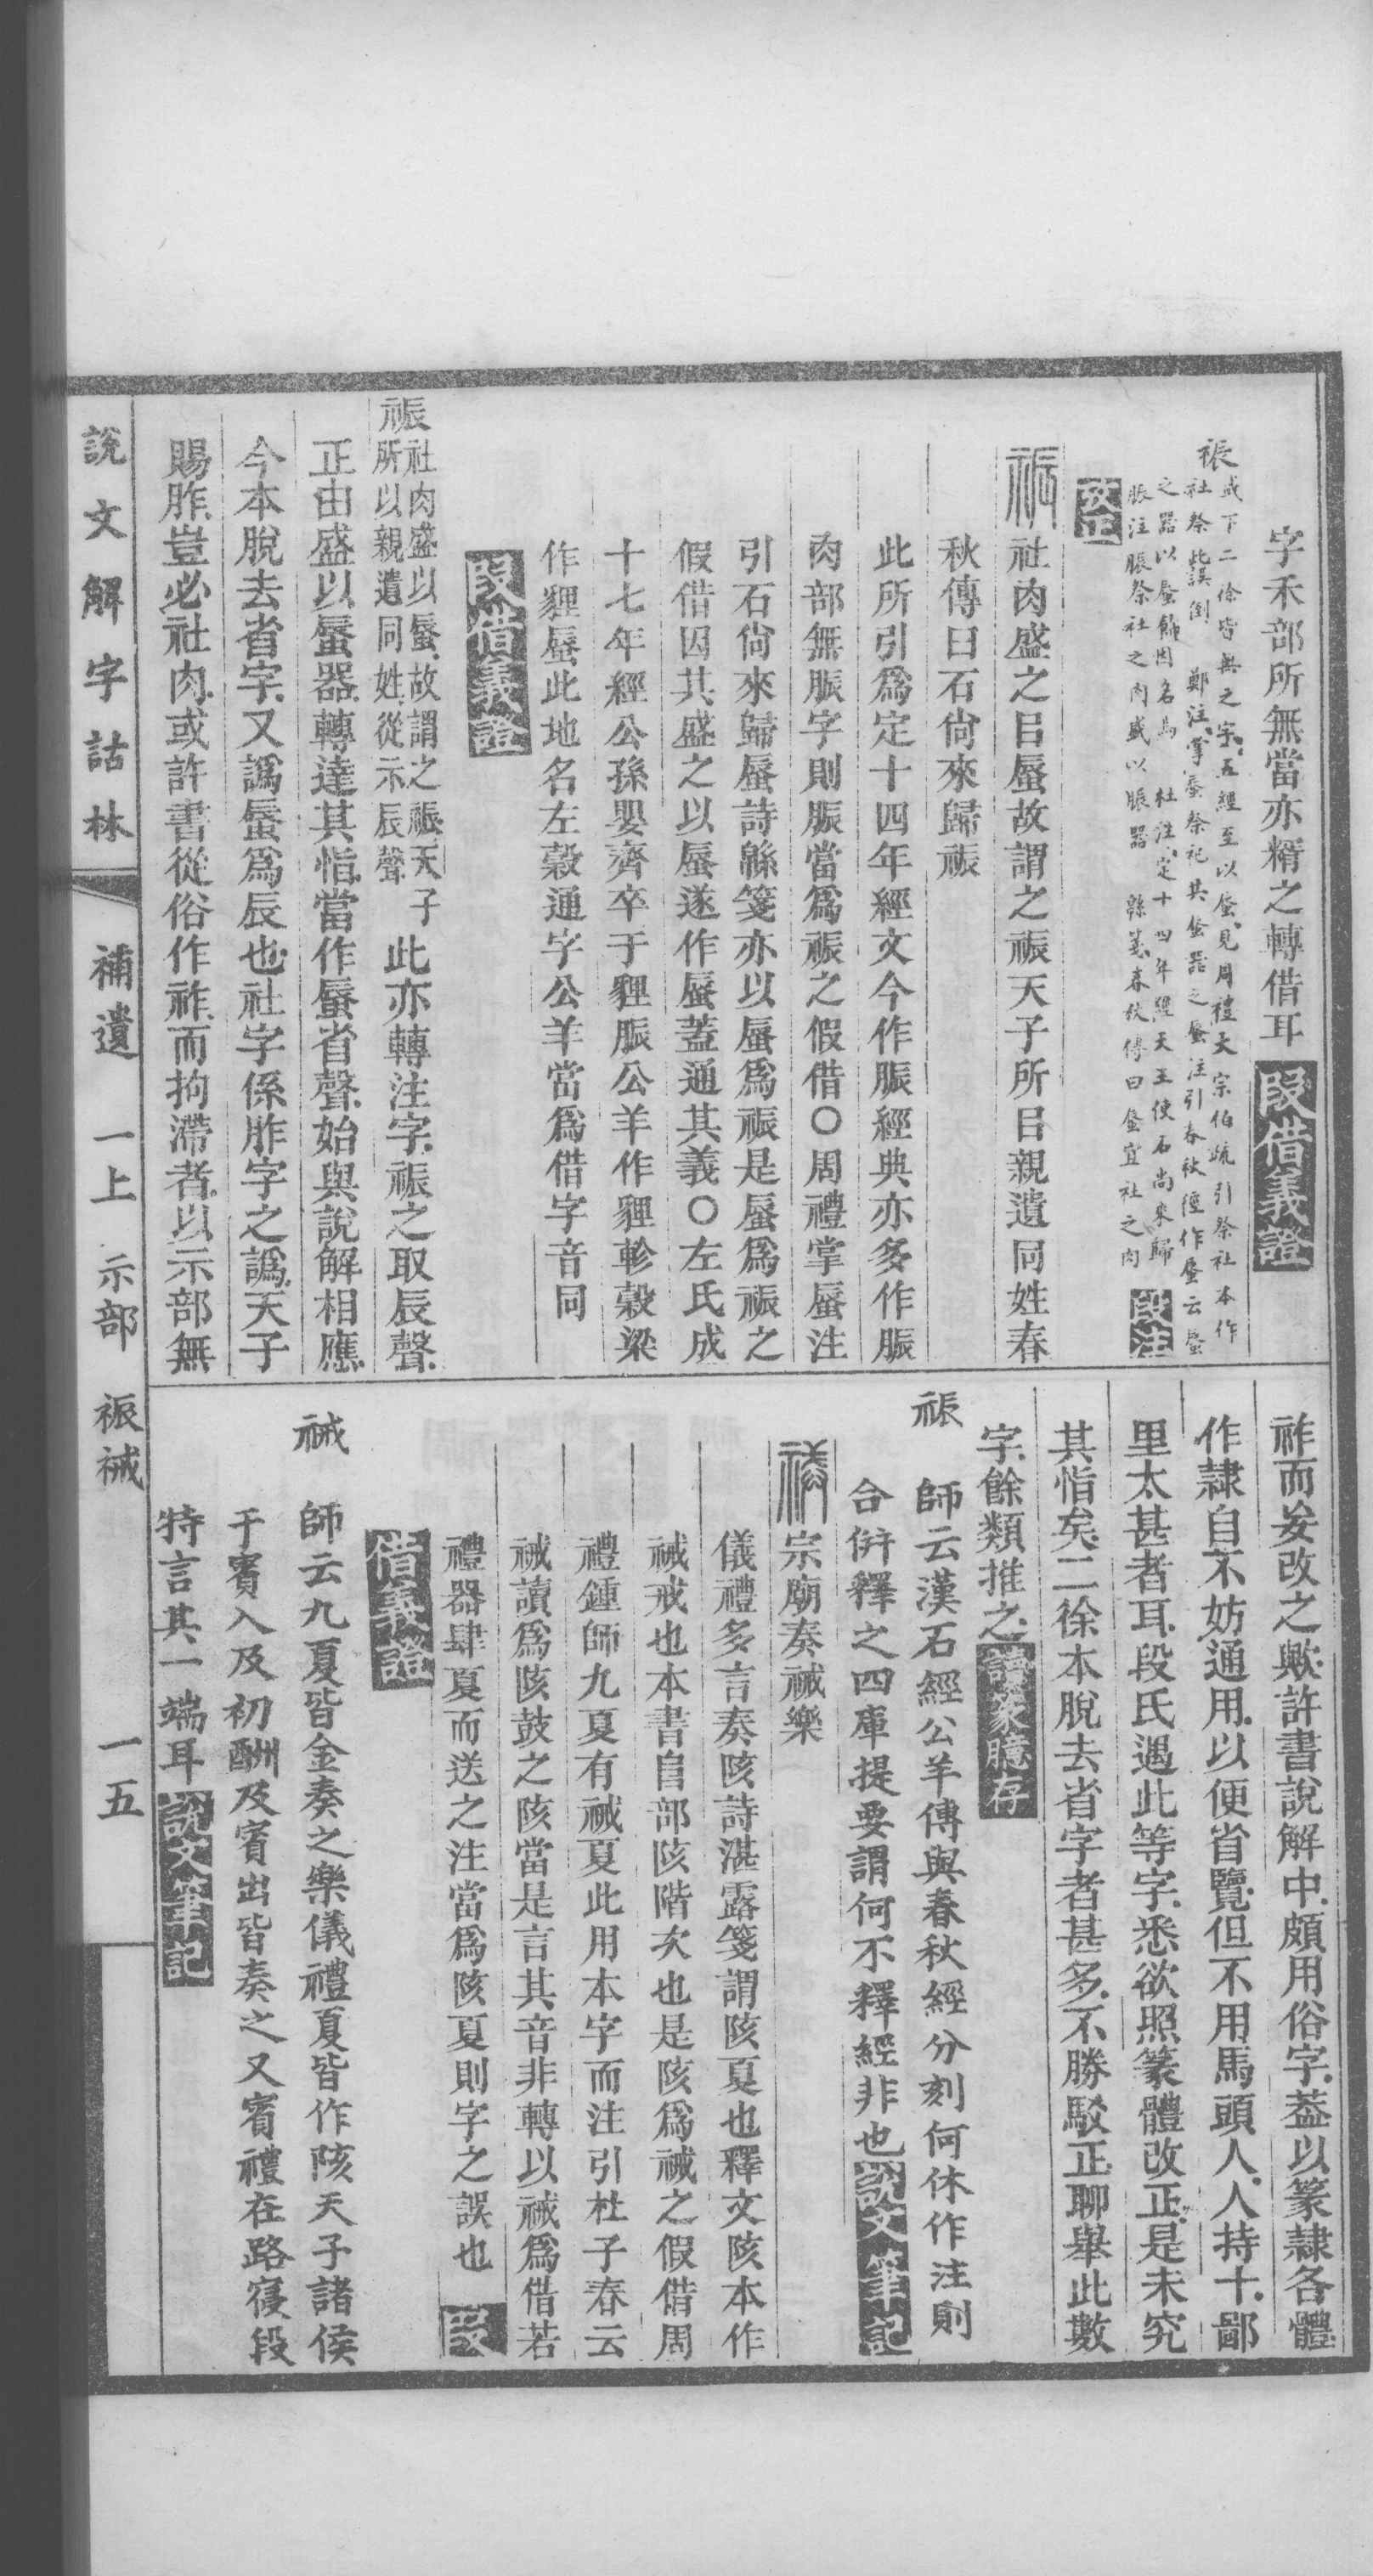 字禾部所無當亦糈之轉借耳 段借義證
祳 或下二徐皆無之字五經至以蜃見周禮大宗伯疏引祭社本作
社祭此誤倒 鄭注掌蜃祭祀共蜃器之蜃注引春秋經作蜃云蜃
之器以蜃飾因名焉 杜注定十四年經天王使石尚來歸
脤注脤祭社之肉盛以脤器 緜箋春秋傳曰蜃宜社之肉 段注
攷正
祳 社肉盛之㠯蜃故謂之祳天子所㠯親遺同姓春
秋傳曰石尙來歸祳
此所引爲定十四年經文今作脤經典亦多作脤
肉部無脤字則脤當爲祳之假借〇周禮掌蜃注
引石尙來歸蜃詩緜箋亦以蜃爲祳是蜃爲祳之
假借因其盛之以蜃遂作蜃蓋通其義〇左氏成
十七年經公孫嬰齊卒于貍脤公羊作貍軫穀梁
作貍蜃此地名左穀通字公羊當爲借字音同
段借義證
祳 社肉盛以蜃故謂之祳天子
所以親遺同姓從示辰聲
此亦轉注字祳之取辰聲
正由盛以蜃器轉達其恉當作蜃省聲始與說解相應
今本脫去省字又譌蜃爲辰也社字係胙字之譌天子
賜胙豈必社肉或許書從俗作祚而拘滯者以示部無
祚而妄改之歟許書說解中頗用俗字葢以篆隸各體
作隸自不妨通用以便省覽但不用馬頭人人持十鄙
里太甚者耳段氏遇此等字悉欲照篆體改正是未究
其恉矣二徐本脫去省字者甚多不勝駁正聊舉此數
字餘類推之 讀篆臆存
祳 師云漢石經公羊傳與春秋經分刻何休作注則
合併釋之四庫提要謂何不釋經非也 說文筆記
祴 宗廟奏祴樂
儀禮多言奏陔詩湛露箋謂陔夏也釋文陔本作
祴戒也本書𨸏部陔階次也是陔爲祴之假借周
禮鍾師九夏有祴夏此用本字而注引杜子春云
祴讀爲陔鼓之陔當是言其音非轉以祴爲借若
禮器肆夏而送之注當爲陔夏則字之誤也 段
借義證
祴 師云九夏皆金奏之樂儀禮夏皆作陔天子諸侯
于賓入及初酬及賓出皆奏之又賓禮在路寢段
特言其一端耳 說文筆記
說文解字詁林 補遺 一上 示部 祳祴 一五